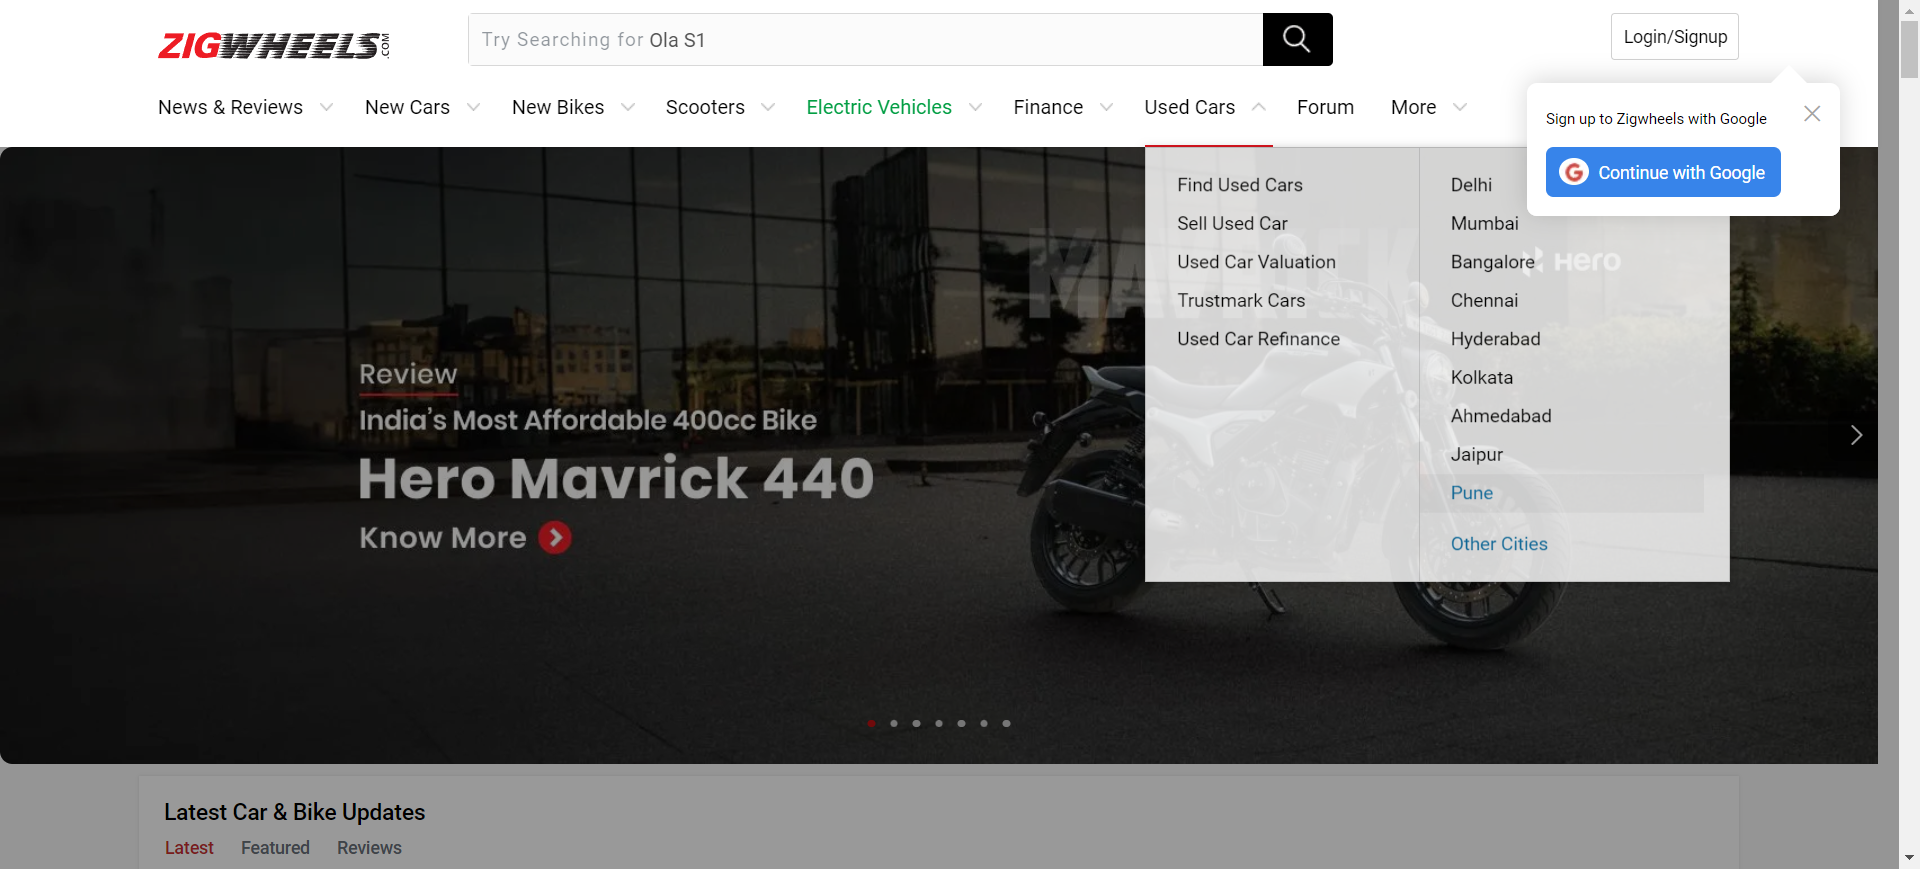 ZIGWHEELS.COM
Try Searching for Ola S1
Login/Signup
News & Reviews
New Cars
New Bikes
Scooters
Electric Vehicles
Finance
Used Cars
Forum
More
Sign up to Zigwheels with Google
Continue with Google
Find Used Cars
Sell Used Car
Used Car Valuation
Trustmark Cars
Used Car Refinance
Delhi
Mumbai
Bangalore
Chennai
Hyderabad
Kolkata
Ahmedabad
Jaipur
Pune
Other Cities
Hero
Review
India's Most Affordable 400cc Bike
Hero Mavrick 440
Know More
Latest Car & Bike Updates
Latest
Featured
Reviews